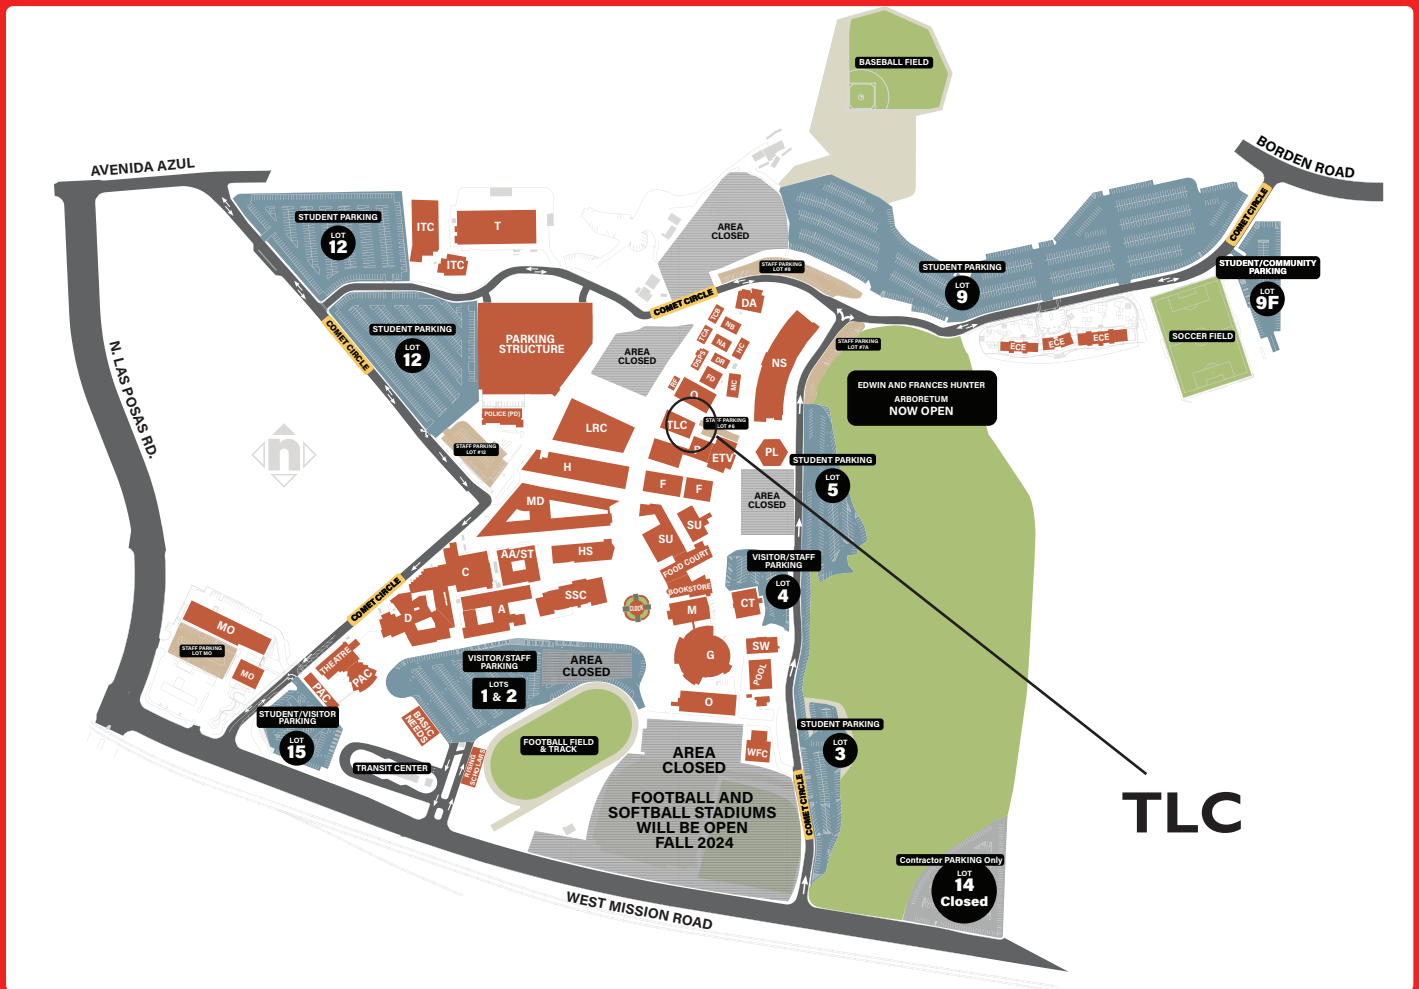 BASEBALL FIELD
AVENIDA AZUL
BORDEN ROAD
STUDENT PARKING
LOT
12
ITC
T
ITC
AREA
CLOSED
STAFF PARKING
LOT #8
STUDENT PARKING
LOT
9
COMET CIRCLE
STUDENT/COMMUNITY
PARKING
LOT
9F
SOCCER FIELD
ECE
ECE
ECE
COMET CIRCLE
COMET CIRCLE
STUDENT PARKING
LOT
12
PARKING
STRUCTURE
AREA
CLOSED
DA
TCB
NB
TCA
NA
HC
DSPS
DR
FD
MC
RF
NS
STAFF PARKING
LOT #7A
EDWIN AND FRANCES HUNTER
ARBORETUM
NOW OPEN
N. LAS POSAS RD.
n
POLICE (PD)
STAFF PARKING
LOT #12
LRC
Q
TLC
STAFF PARKING
LOT #6
ETV
PL
STUDENT PARKING
LOT
5
H
F
F
AREA
CLOSED
MD
SU
SU
FOOD COURT
BOOKSTORE
AA/ST
HS
C
VISITOR/STAFF
PARKING
LOT
4
CT
COMET CIRCLE
D
A
SSC
CLOCK
M
MO
STAFF PARKING
LOT MO
MO
THEATRE
PAC
PAC
VISITOR/STAFF
PARKING
LOTS
1 & 2
AREA
CLOSED
G
SW
POOL
O
STUDENT/VISITOR
PARKING
LOT
15
BASIC
NEEDS
TRANSIT CENTER
RISING
SCHOLARS
FOOTBALL FIELD
& TRACK
AREA
CLOSED
FOOTBALL AND
SOFTBALL STADIUMS
WILL BE OPEN
FALL 2024
WFC
STUDENT PARKING
LOT
3
COMET CIRCLE
TLC
Contractor PARKING Only
LOT
14
Closed
WEST MISSION ROAD